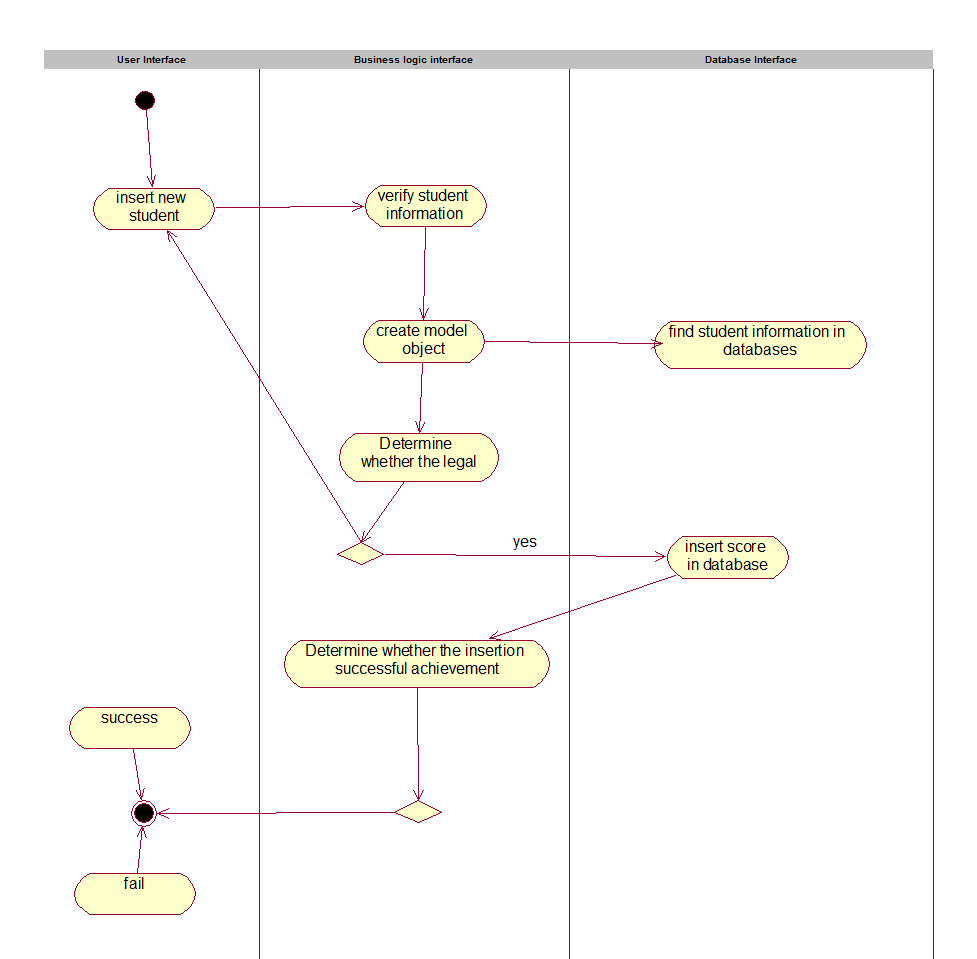 User Interface
Business logic interface
Database Interface
insert new
student
verify student
information
create model
object
find student information in
databases
Determine
whether the legal
yes
insert score
in database
Determine whether the insertion
successful achievement
success
fail